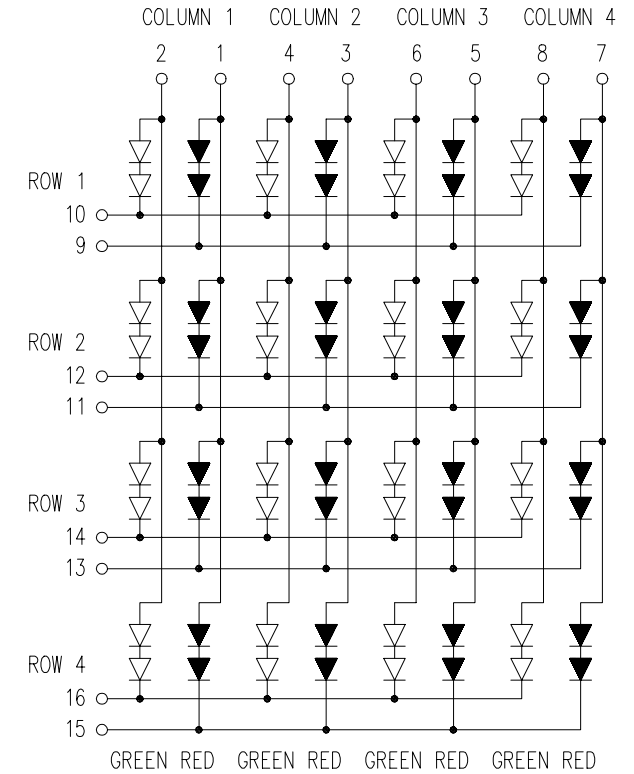 COLUMN 1 COLUMN 2 COLUMN 3 COLUMN 4
2 1 4 3 6 5 8 7
ROW 1
10
9
ROW 2
12
11
ROW 3
14
13
ROW 4
16
15
GREEN RED GREEN RED GREEN RED GREEN RED